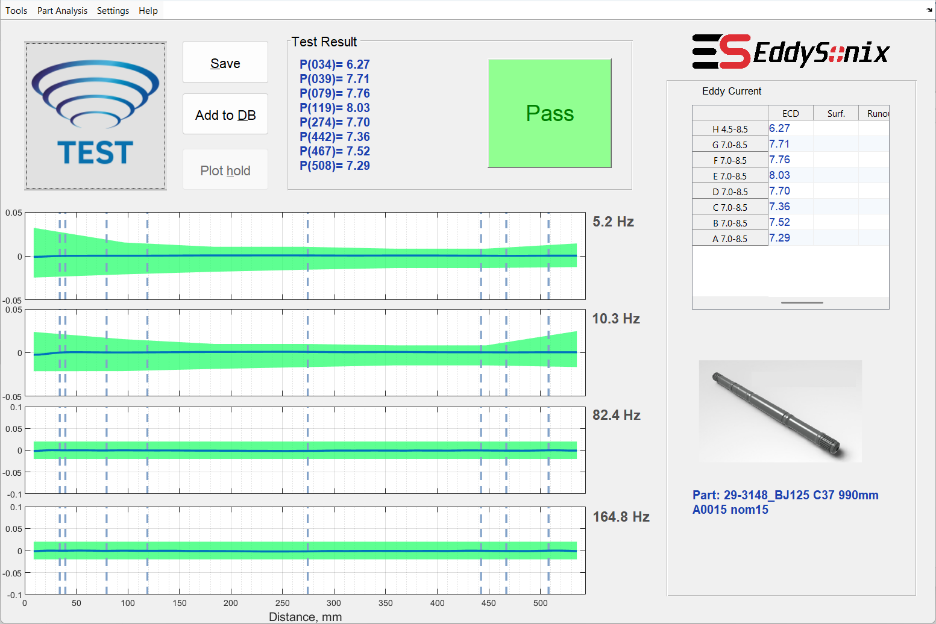 Tools Part Analysis Settings Help
TEST
Save
Add to DB
Plot hold
Test Result
P(034)= 6.27
P(039)= 7.71
P(079)= 7.76
P(119)= 8.03
P(274)= 7.70
P(442)= 7.36
P(467)= 7.52
P(508)= 7.29
Pass
ES EddySonix
Eddy Current
ECD Surf. Runou
H 4.5-8.5 6.27
G 7.0-8.5 7.71
F 7.0-8.5 7.76
E 7.0-8.5 8.03
D 7.0-8.5 7.70
C 7.0-8.5 7.36
B 7.0-8.5 7.52
A 7.0-8.5 7.29
0.05
0
-0.05
5.2 Hz
0.05
0
-0.05
10.3 Hz
0.1
0.05
0
-0.05
-0.1
82.4 Hz
0.1
0.05
0
-0.05
-0.1
164.8 Hz
0 50 100 150 200 250 300 350 400 450 500
Distance, mm
Part: 29-3148_BJ125 C37 990mm
A0015 nom15